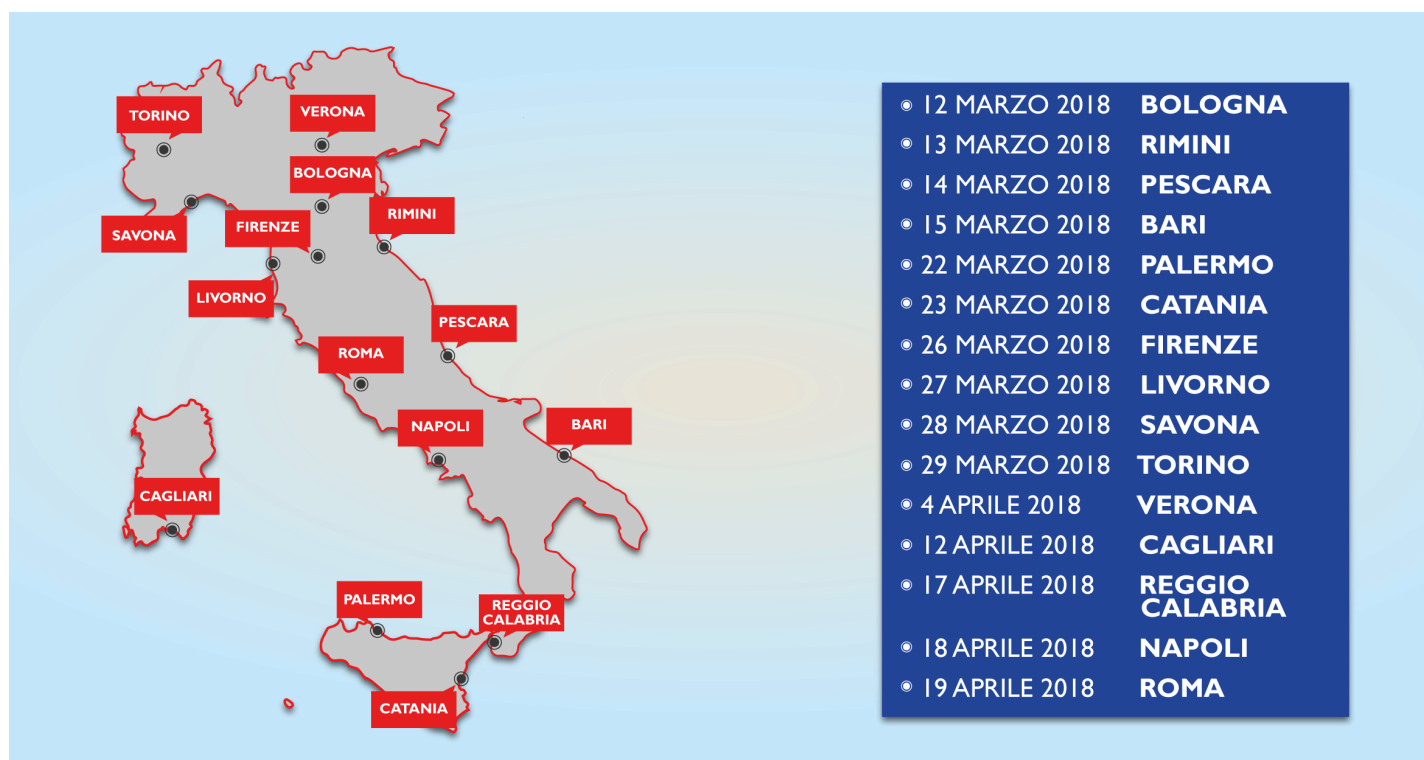 TORINO
VERONA
BOLOGNA
RIMINI
FIRENZE
SAVONA
LIVORNO
PESCARA
ROMA
NAPOLI
BARI
CAGLIARI
PALERMO
REGGIO
CALABRIA
CATANIA
12 MARZO 2018 BOLOGNA
13 MARZO 2018 RIMINI
14 MARZO 2018 PESCARA
15 MARZO 2018 BARI
22 MARZO 2018 PALERMO
23 MARZO 2018 CATANIA
26 MARZO 2018 FIRENZE
27 MARZO 2018 LIVORNO
28 MARZO 2018 SAVONA
29 MARZO 2018 TORINO
4 APRILE 2018 VERONA
12 APRILE 2018 CAGLIARI
17 APRILE 2018 REGGIO
CALABRIA
18 APRILE 2018 NAPOLI
19 APRILE 2018 ROMA